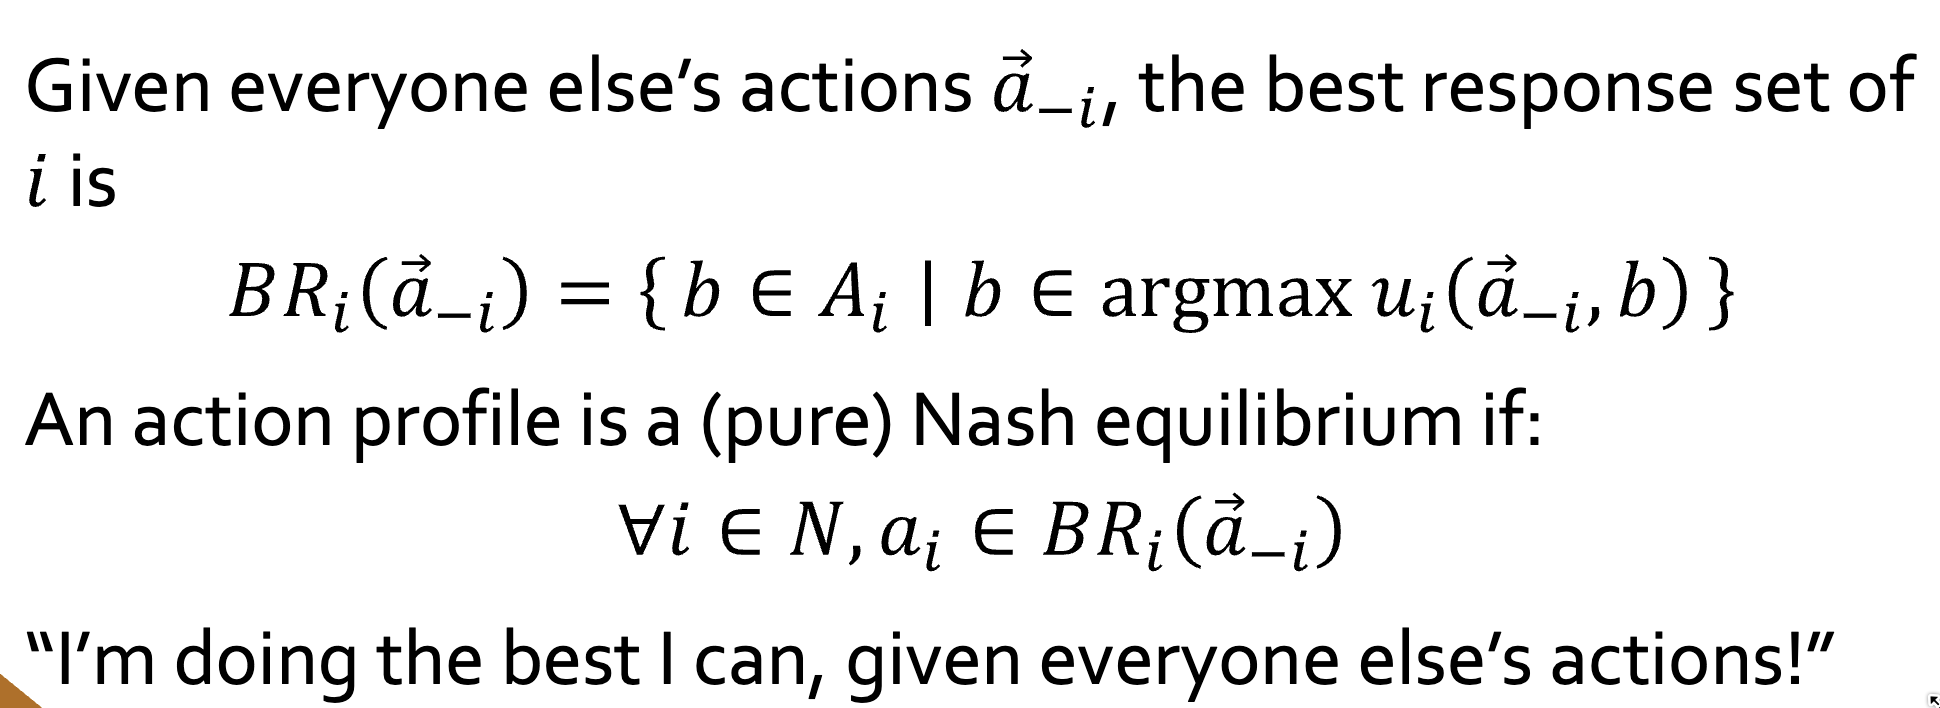 Given everyone else’s actions a⃗₋ᵢ, the best response set of
i is
BRᵢ(a⃗₋ᵢ) = { b ∈ Aᵢ | b ∈ argmax uᵢ(a⃗₋ᵢ, b) }
An action profile is a (pure) Nash equilibrium if:
∀i ∈ N, aᵢ ∈ BRᵢ(a⃗₋ᵢ)
“I’m doing the best I can, given everyone else’s actions!”